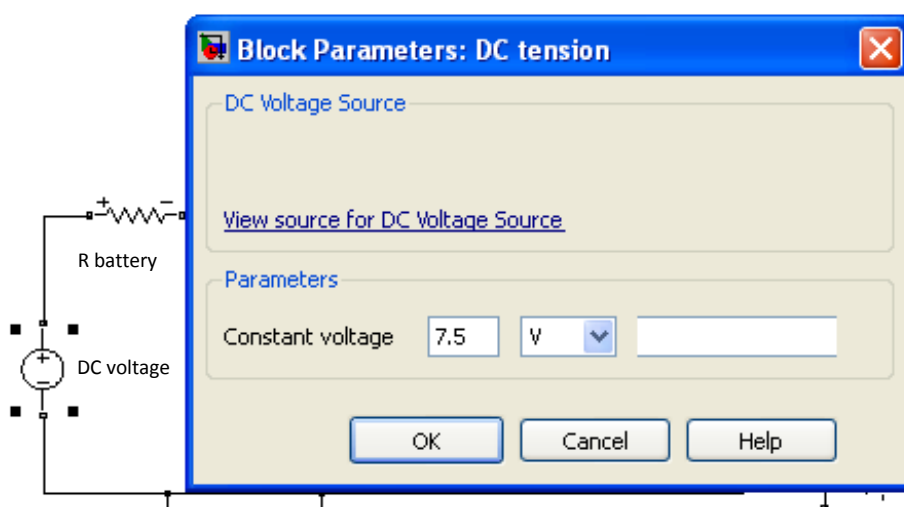 Block Parameters: DC tension
DC Voltage Source
View source for DC Voltage Source
R battery
Parameters
Constant voltage 7.5 V
DC voltage
OK Cancel Help